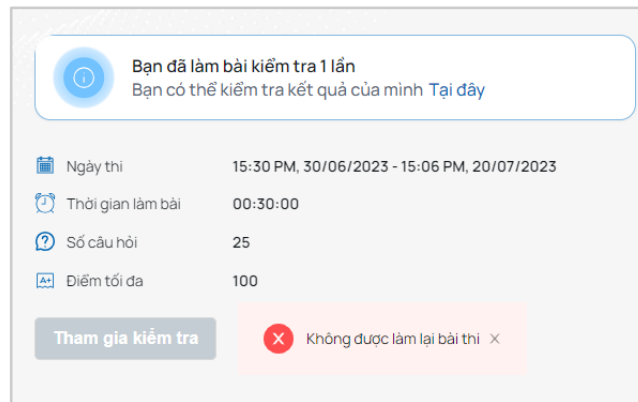 Bạn đã làm bài kiểm tra 1 lần
Bạn có thể kiểm tra kết quả của mình Tại đây
Ngày thi 15:30 PM, 30/06/2023 - 15:06 PM, 20/07/2023
Thời gian làm bài 00:30:00
Số câu hỏi 25
A+ Điểm tối đa 100
Tham gia kiểm tra Không được làm lại bài thi